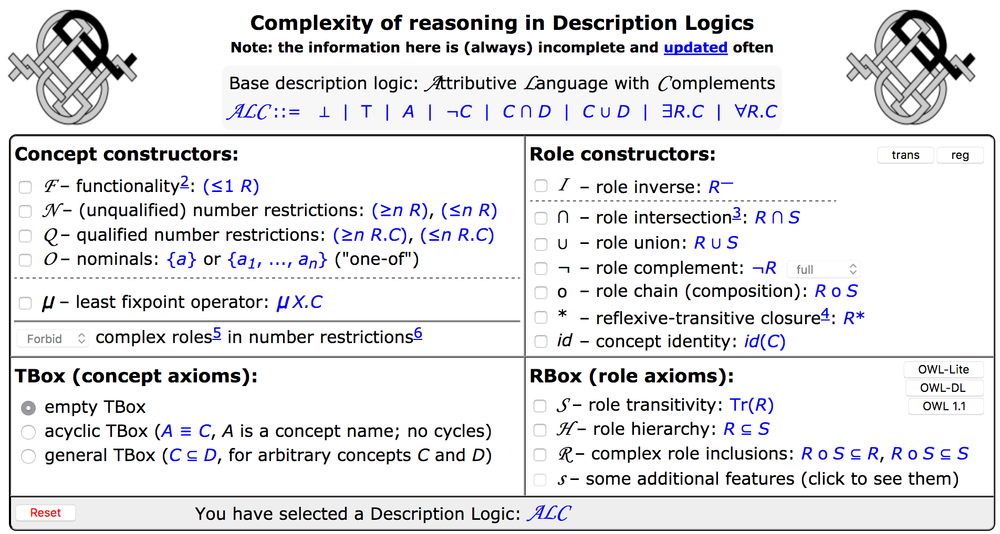 Complexity of reasoning in Description Logics
Note: the information here is (always) incomplete and updated often
Base description logic: 𝒜ttributive ℒanguage with 𝒞omplements
𝒜ℒ𝒞 ::= ⊥ | ⊤ | A | ¬C | C ∩ D | C ∪ D | ∃R.C | ∀R.C
Concept constructors:
ℱ – functionality2: (≤1 R)
𝒩 – (unqualified) number restrictions: (≥n R), (≤n R)
𝒬 – qualified number restrictions: (≥n R.C), (≤n R.C)
𝒪 – nominals: {a} or {a1, ..., an} ("one-of")
μ – least fixpoint operator: μ X.C
Forbid complex roles5 in number restrictions6
Role constructors: trans reg
I – role inverse: R—
∩ – role intersection3: R ∩ S
∪ – role union: R ∪ S
¬ – role complement: ¬R full
o – role chain (composition): R o S
* – reflexive-transitive closure4: R*
id – concept identity: id(C)
TBox (concept axioms):
empty TBox
acyclic TBox (A ≡ C, A is a concept name; no cycles)
general TBox (C ⊆ D, for arbitrary concepts C and D)
RBox (role axioms): OWL-Lite
OWL-DL
OWL 1.1
𝒮 – role transitivity: Tr(R)
ℋ – role hierarchy: R ⊆ S
ℛ – complex role inclusions: R o S ⊆ R, R o S ⊆ S
s – some additional features (click to see them)
Reset You have selected a Description Logic: 𝒜ℒ𝒞